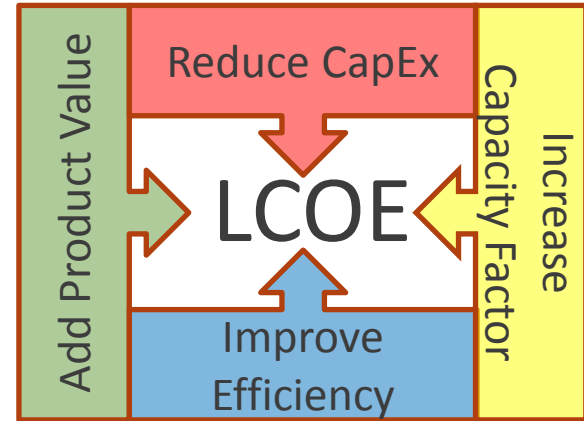 Add Product Value
Reduce CapEx
LCOE
Improve
Efficiency
Increase
Capacity Factor